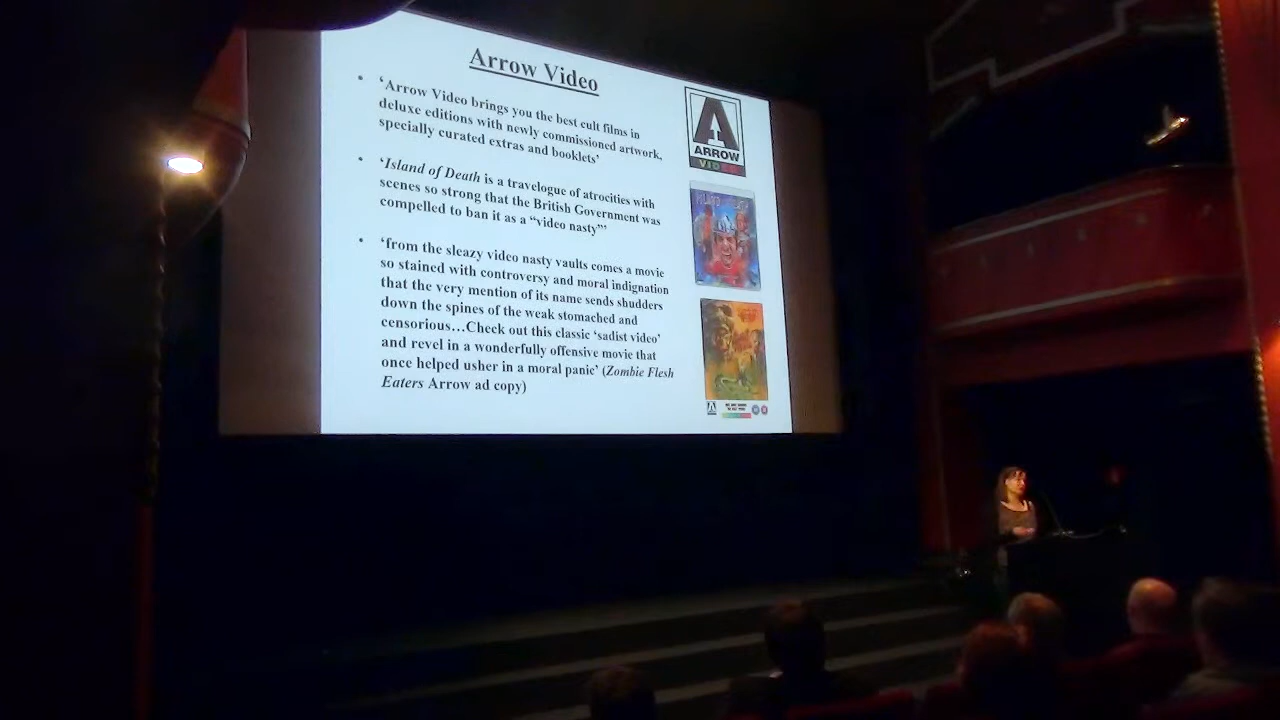 Arrow Video
• ‘Arrow Video brings you the best cult films in
deluxe editions with newly commissioned artwork,
specially curated extras and booklets’
• ‘Island of Death is a travelogue of atrocities with
scenes so strong that the British Government was
compelled to ban it as a “video nasty”’
• ‘from the sleazy video nasty vaults comes a movie
so stained with controversy and moral indignation
that the very mention of its name sends shudders
down the spines of the weak stomached and
censorious…Check out this classic ‘sadist video’
and revel in a wonderfully offensive movie that
once helped usher in a moral panic’ (Zombie Flesh
Eaters Arrow ad copy)
A
ARROW
VIDEO